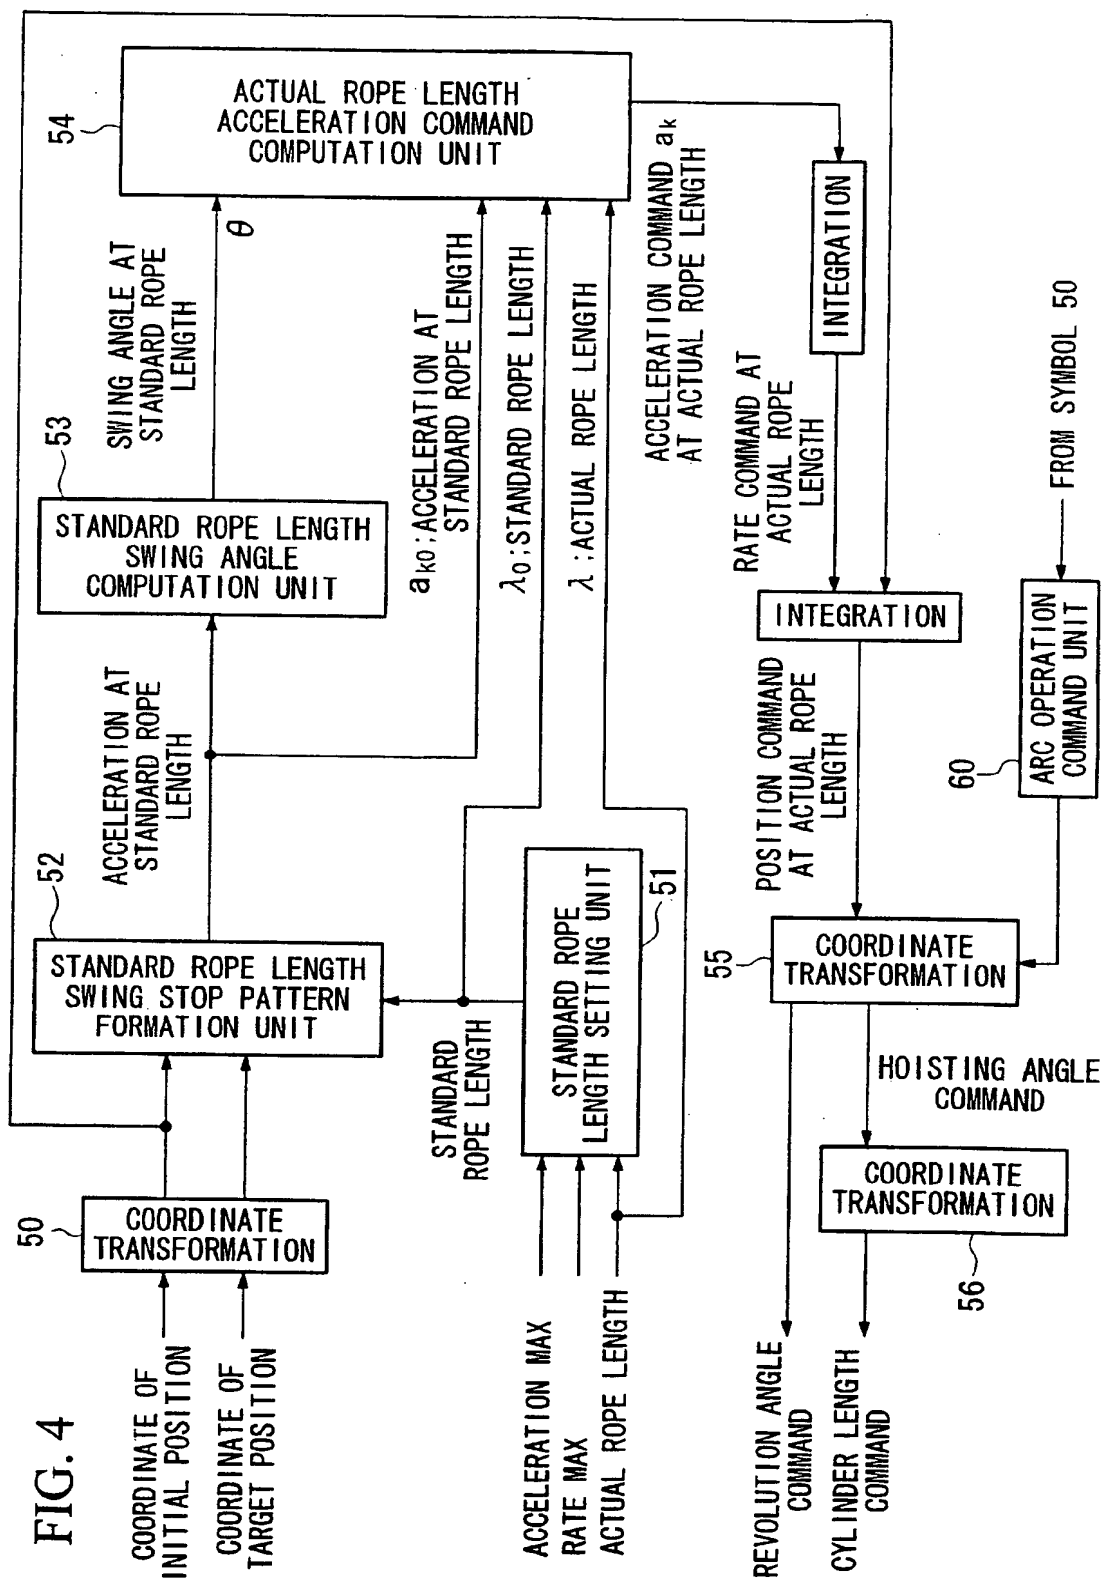 FIG. 4
COORDINATE OF
INITIAL POSITION
COORDINATE OF
TARGET POSITION
50
COORDINATE
TRANSFORMATION
52
STANDARD ROPE LENGTH
SWING STOP PATTERN
FORMATION UNIT
ACCELERATION AT
STANDARD ROPE
LENGTH
53
STANDARD ROPE LENGTH
SWING ANGLE
COMPUTATION UNIT
SWING ANGLE AT
STANDARD ROPE
LENGTH
θ
54
ACTUAL ROPE LENGTH
ACCELERATION COMMAND
COMPUTATION UNIT
ak0;ACCELERATION AT
STANDARD ROPE LENGTH
λ0;STANDARD ROPE LENGTH
λ;ACTUAL ROPE LENGTH
STANDARD
ROPE LENGTH
ACCELERATION MAX
RATE MAX
ACTUAL ROPE LENGTH
STANDARD ROPE
LENGTH SETTING UNIT
51
ACCELERATION COMMAND ak
AT ACTUAL ROPE LENGTH
INTEGRATION
RATE COMMAND AT
ACTUAL ROPE
LENGTH
INTEGRATION
POSITION COMMAND
AT ACTUAL ROPE
LENGTH
55
COORDINATE
TRANSFORMATION
FROM SYMBOL 50
60
ARC OPERATION
COMMAND UNIT
HOISTING ANGLE
COMMAND
COORDINATE
TRANSFORMATION
56
REVOLUTION ANGLE
COMMAND
CYLINDER LENGTH
COMMAND